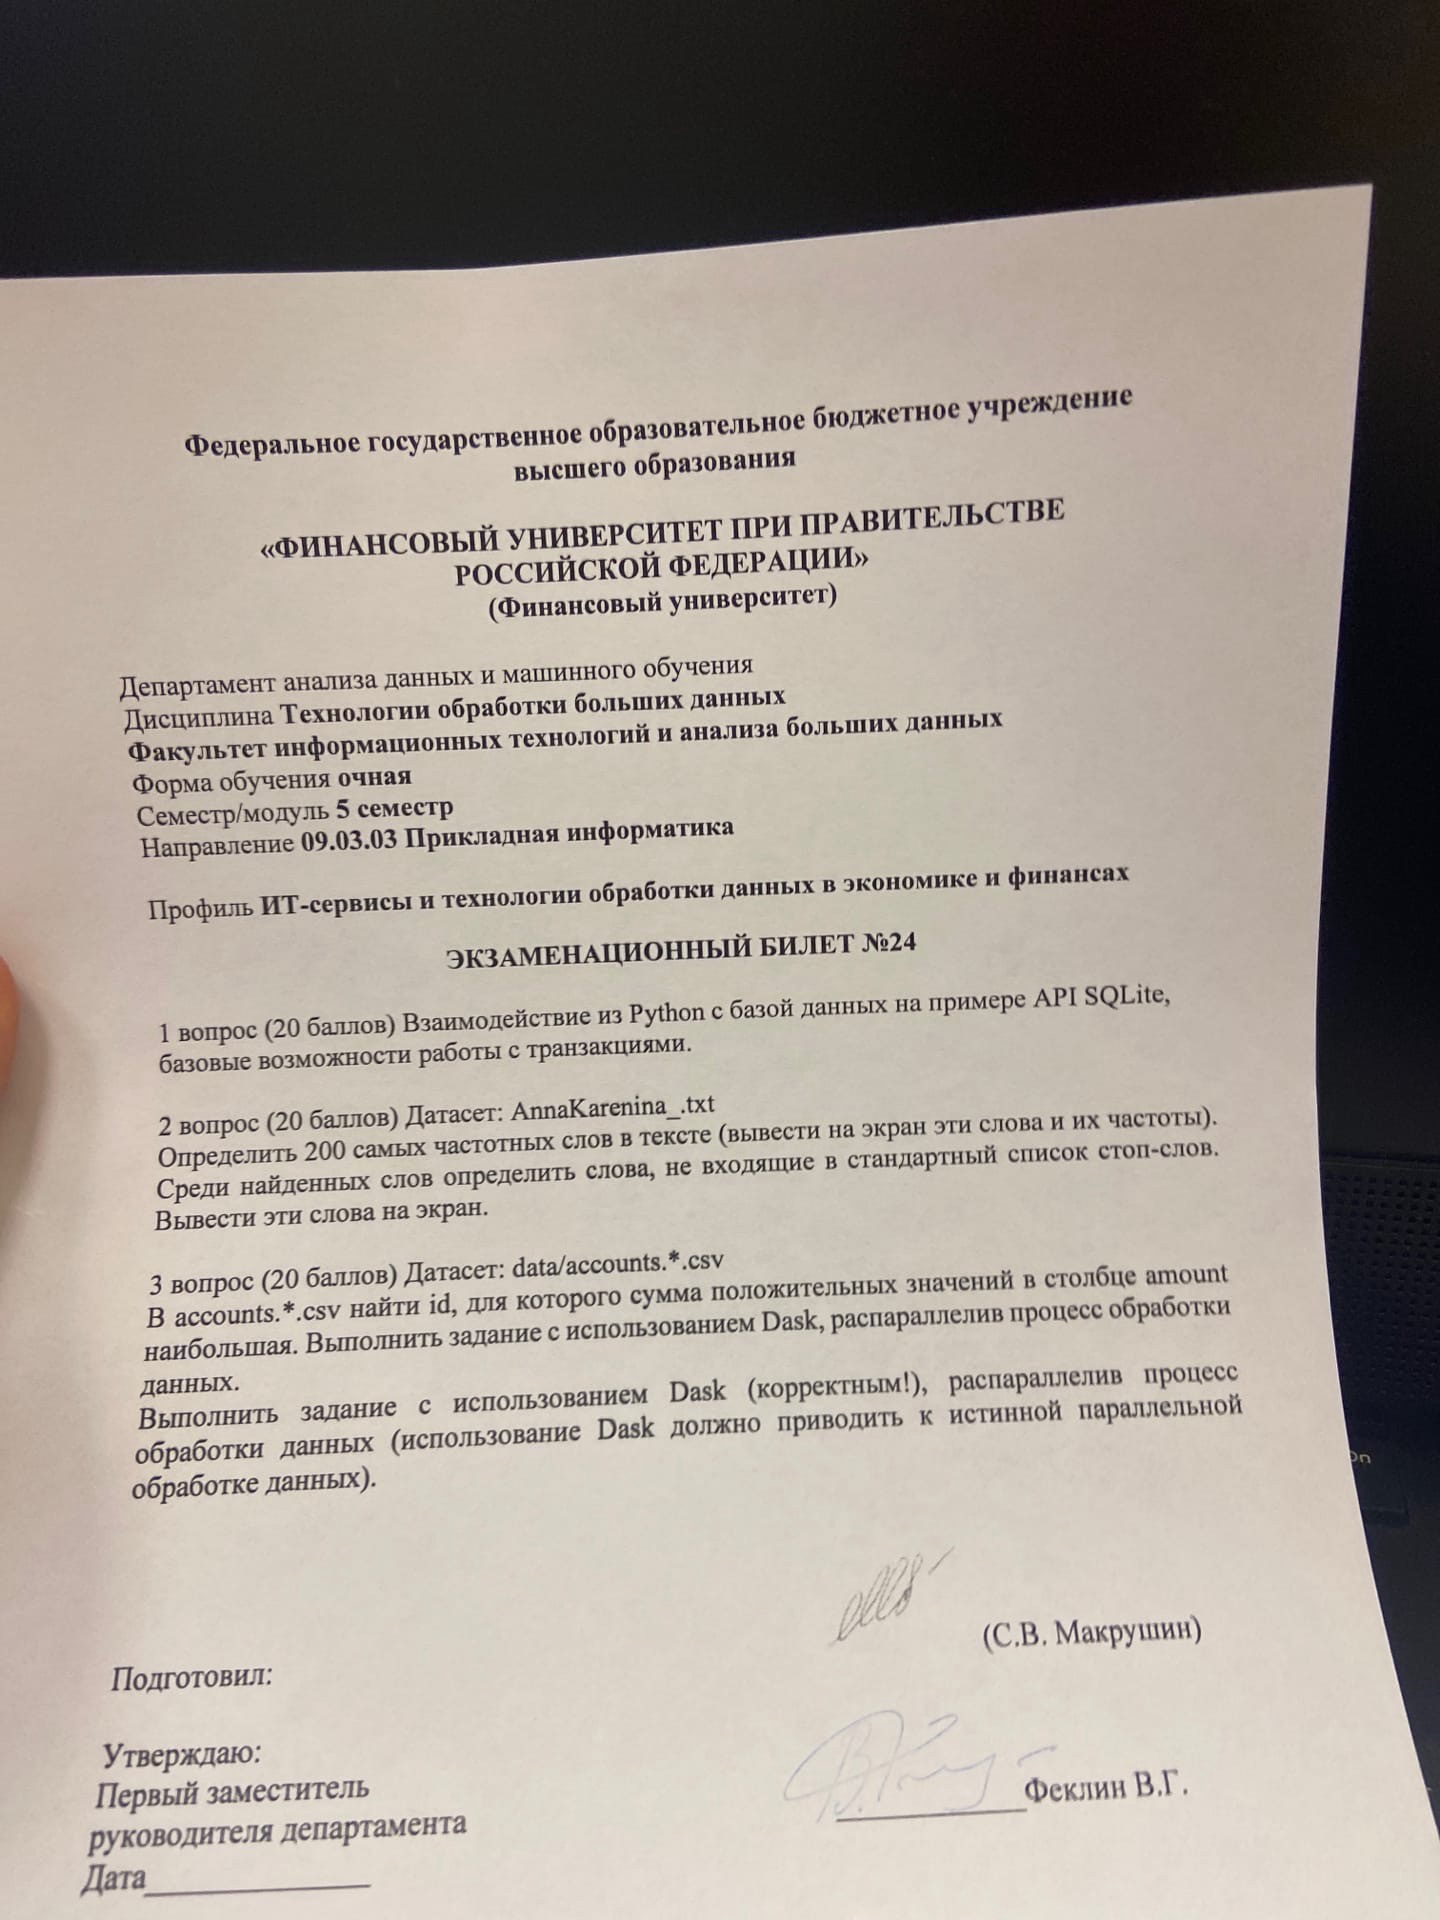 Федеральное государственное образовательное бюджетное учреждение
высшего образования
«ФИНАНСОВЫЙ УНИВЕРСИТЕТ ПРИ ПРАВИТЕЛЬСТВЕ
РОССИЙСКОЙ ФЕДЕРАЦИИ»
(Финансовый университет)
Департамент анализа данных и машинного обучения
Дисциплина Технологии обработки больших данных
Факультет информационных технологий и анализа больших данных
Форма обучения очная
Семестр/модуль 5 семестр
Направление 09.03.03 Прикладная информатика
Профиль ИТ-сервисы и технологии обработки данных в экономике и финансах
ЭКЗАМЕНАЦИОННЫЙ БИЛЕТ №24
1 вопрос (20 баллов) Взаимодействие из Python с базой данных на примере API SQLite,
базовые возможности работы с транзакциями.
2 вопрос (20 баллов) Датасет: AnnaKarenina_.txt
Определить 200 самых частотных слов в тексте (вывести на экран эти слова и их частоты).
Среди найденных слов определить слова, не входящие в стандартный список стоп-слов.
Вывести эти слова на экран.
3 вопрос (20 баллов) Датасет: data/accounts.*.csv
В accounts.*.csv найти id, для которого сумма положительных значений в столбце amount
наибольшая. Выполнить задание с использованием Dask, распараллелив процесс обработки
данных.
Выполнить задание с использованием Dask (корректным!), распараллелив процесс
обработки данных (использование Dask должно приводить к истинной параллельной
обработке данных).
(С.В. Макрушин)
Подготовил:
Утверждаю:
Первый заместитель
руководителя департамента
Феклин В.Г.
Дата